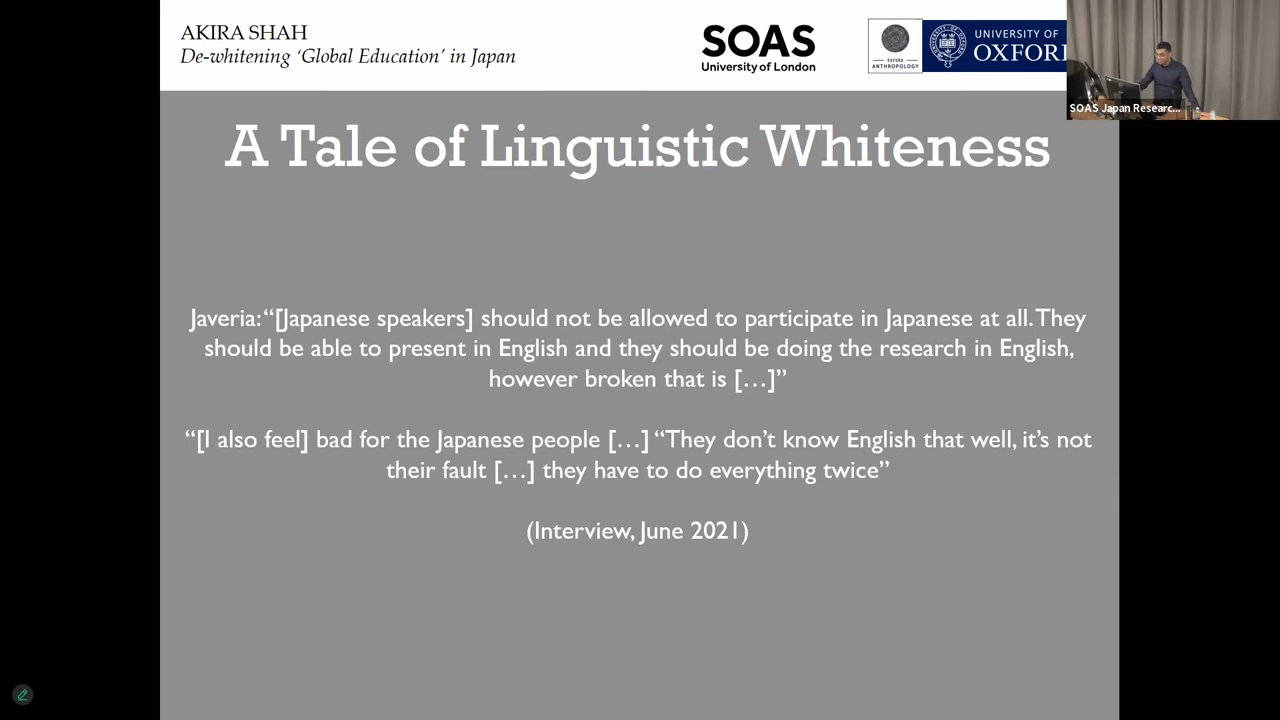 AKIRA SHAH
De-whitening ‘Global Education’ in Japan
SOAS
University of London
OXFORD
ANTHROPOLOGY
UNIVERSITY OF
OXFORD
SOAS Japan Researc...
A Tale of Linguistic Whiteness
Javeria: “[Japanese speakers] should not be allowed to participate in Japanese at all. They
should be able to present in English and they should be doing the research in English,
however broken that is […]”
“[I also feel] bad for the Japanese people […] “They don’t know English that well, it’s not
their fault […] they have to do everything twice”
(Interview, June 2021)